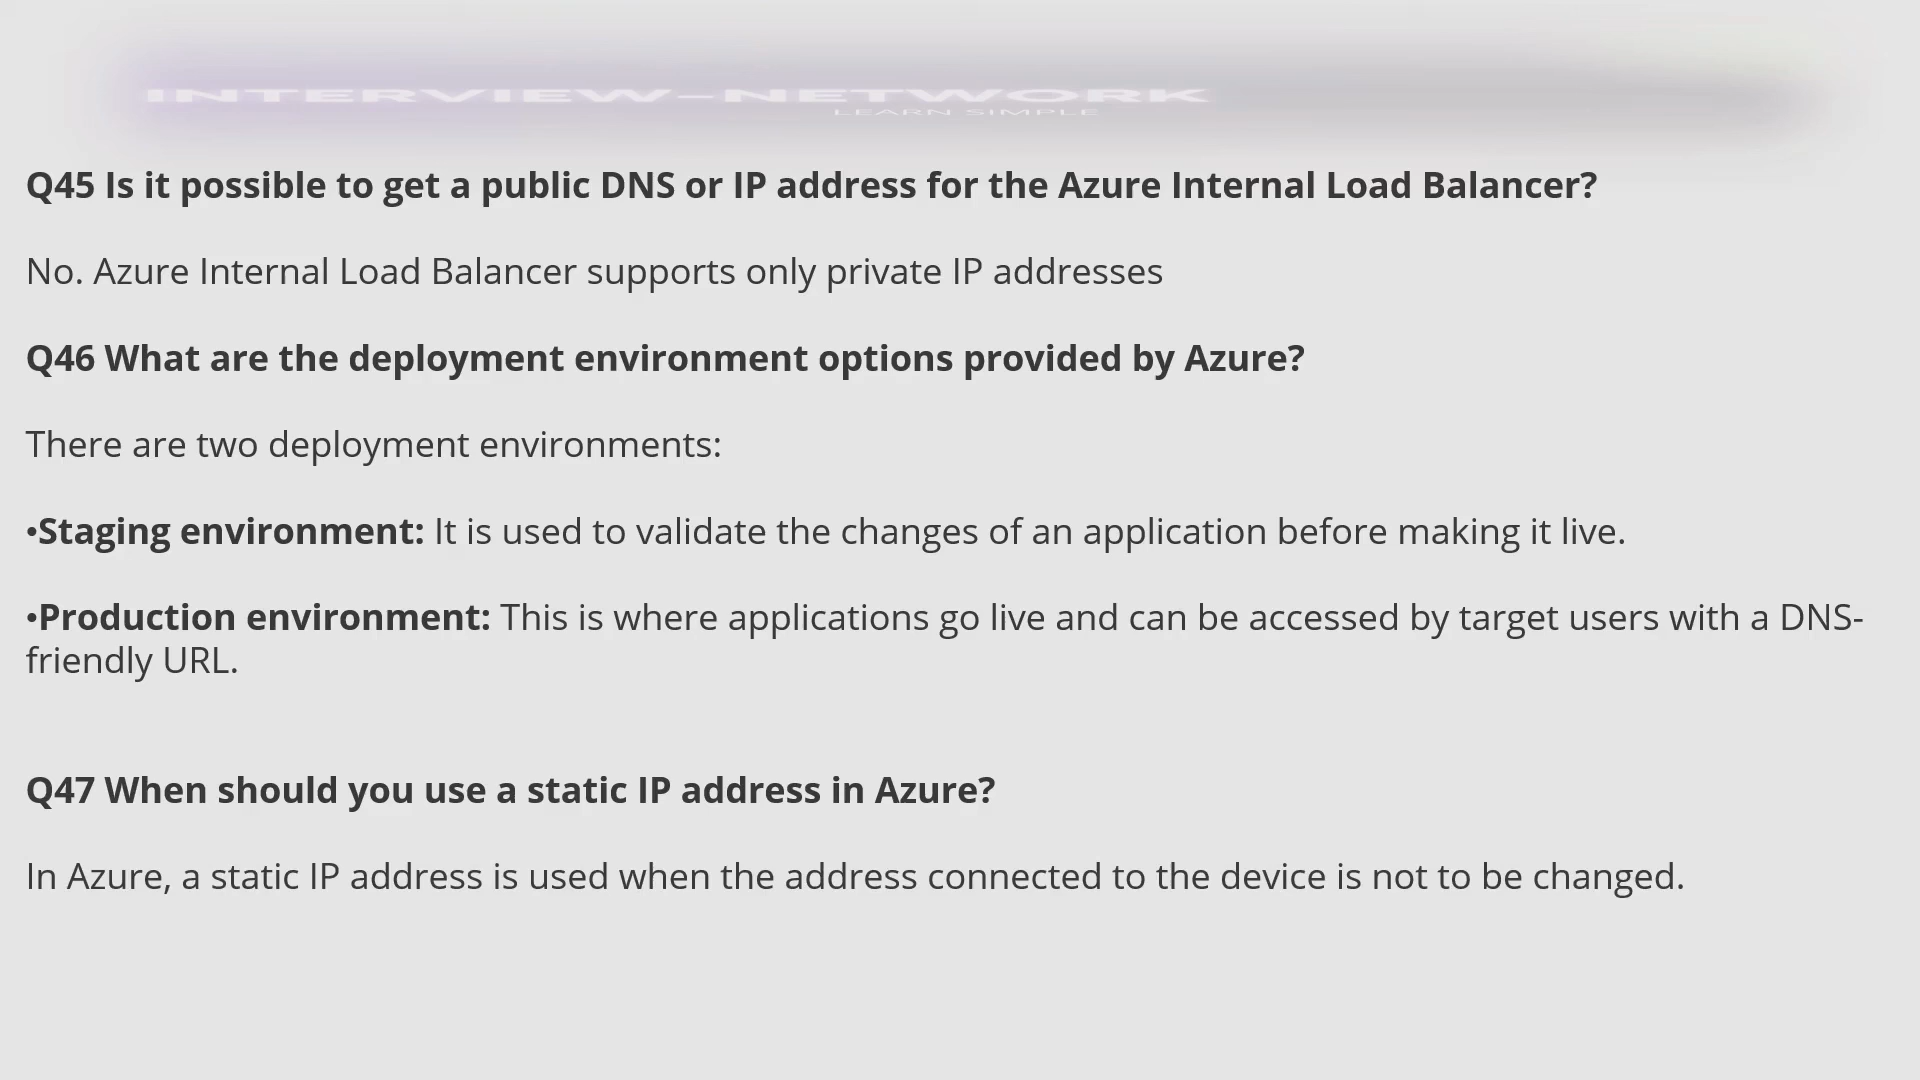 INTERVIEW-NETWORK
LEARN SIMPLE
Q45 Is it possible to get a public DNS or IP address for the Azure Internal Load Balancer?
No. Azure Internal Load Balancer supports only private IP addresses
Q46 What are the deployment environment options provided by Azure?
There are two deployment environments:
•Staging environment: It is used to validate the changes of an application before making it live.
•Production environment: This is where applications go live and can be accessed by target users with a DNS-
friendly URL.
Q47 When should you use a static IP address in Azure?
In Azure, a static IP address is used when the address connected to the device is not to be changed.